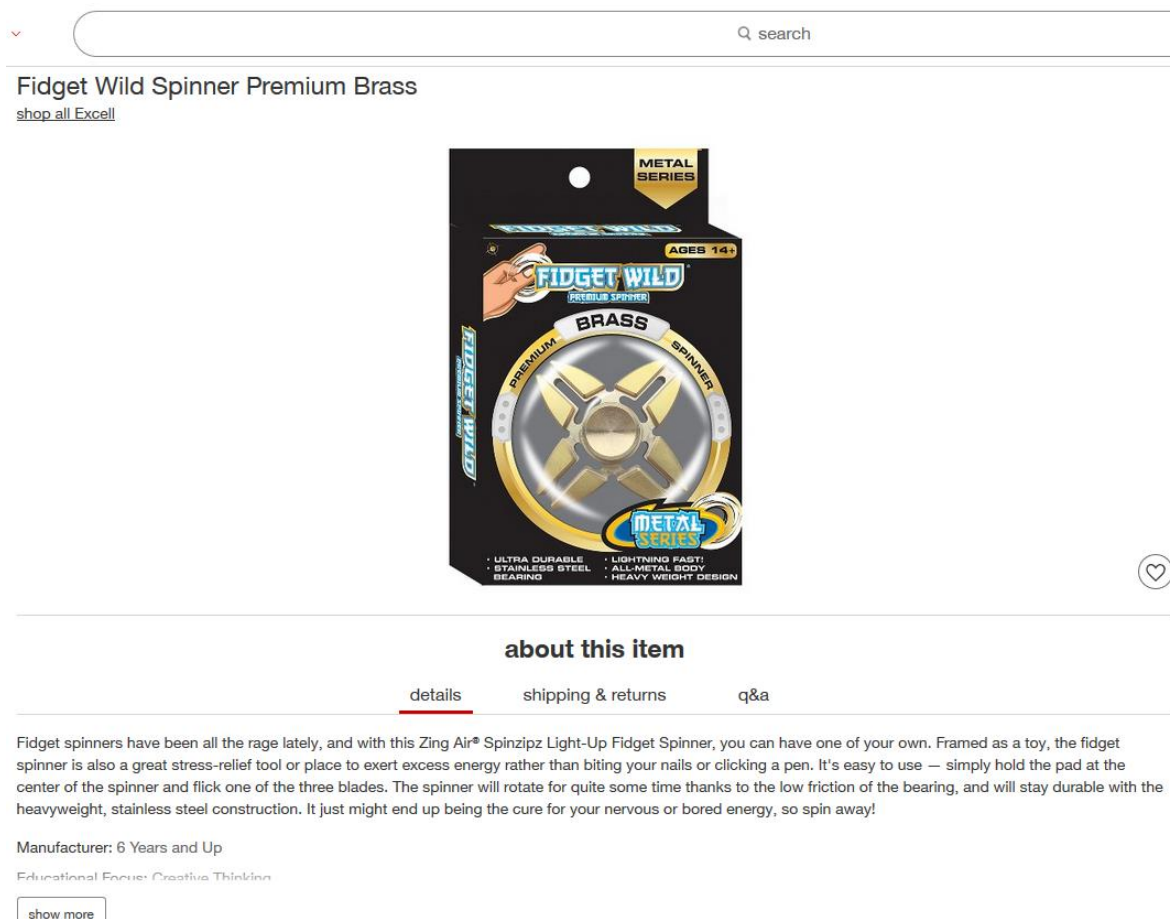 search
Fidget Wild Spinner Premium Brass
shop all Excell
METAL
SERIES
FIDGET WILD
AGES 14+
FIDGET WILD
PREMIUM SPINNER
BRASS
PREMIUM
SPINNER
FIDGET WILD
PREMIUM SPINNER
METAL
SERIES
· ULTRA DURABLE
· STAINLESS STEEL
BEARING
· LIGHTNING FAST!
· ALL-METAL BODY
· HEAVY WEIGHT DESIGN
about this item
details shipping & returns q&a
Fidget spinners have been all the rage lately, and with this Zing Air® Spinzipz Light-Up Fidget Spinner, you can have one of your own. Framed as a toy, the fidget
spinner is also a great stress-relief tool or place to exert excess energy rather than biting your nails or clicking a pen. It's easy to use — simply hold the pad at the
center of the spinner and flick one of the three blades. The spinner will rotate for quite some time thanks to the low friction of the bearing, and will stay durable with the
heavyweight, stainless steel construction. It just might end up being the cure for your nervous or bored energy, so spin away!
Manufacturer: 6 Years and Up
Educational Focus: Creative Thinking
show more